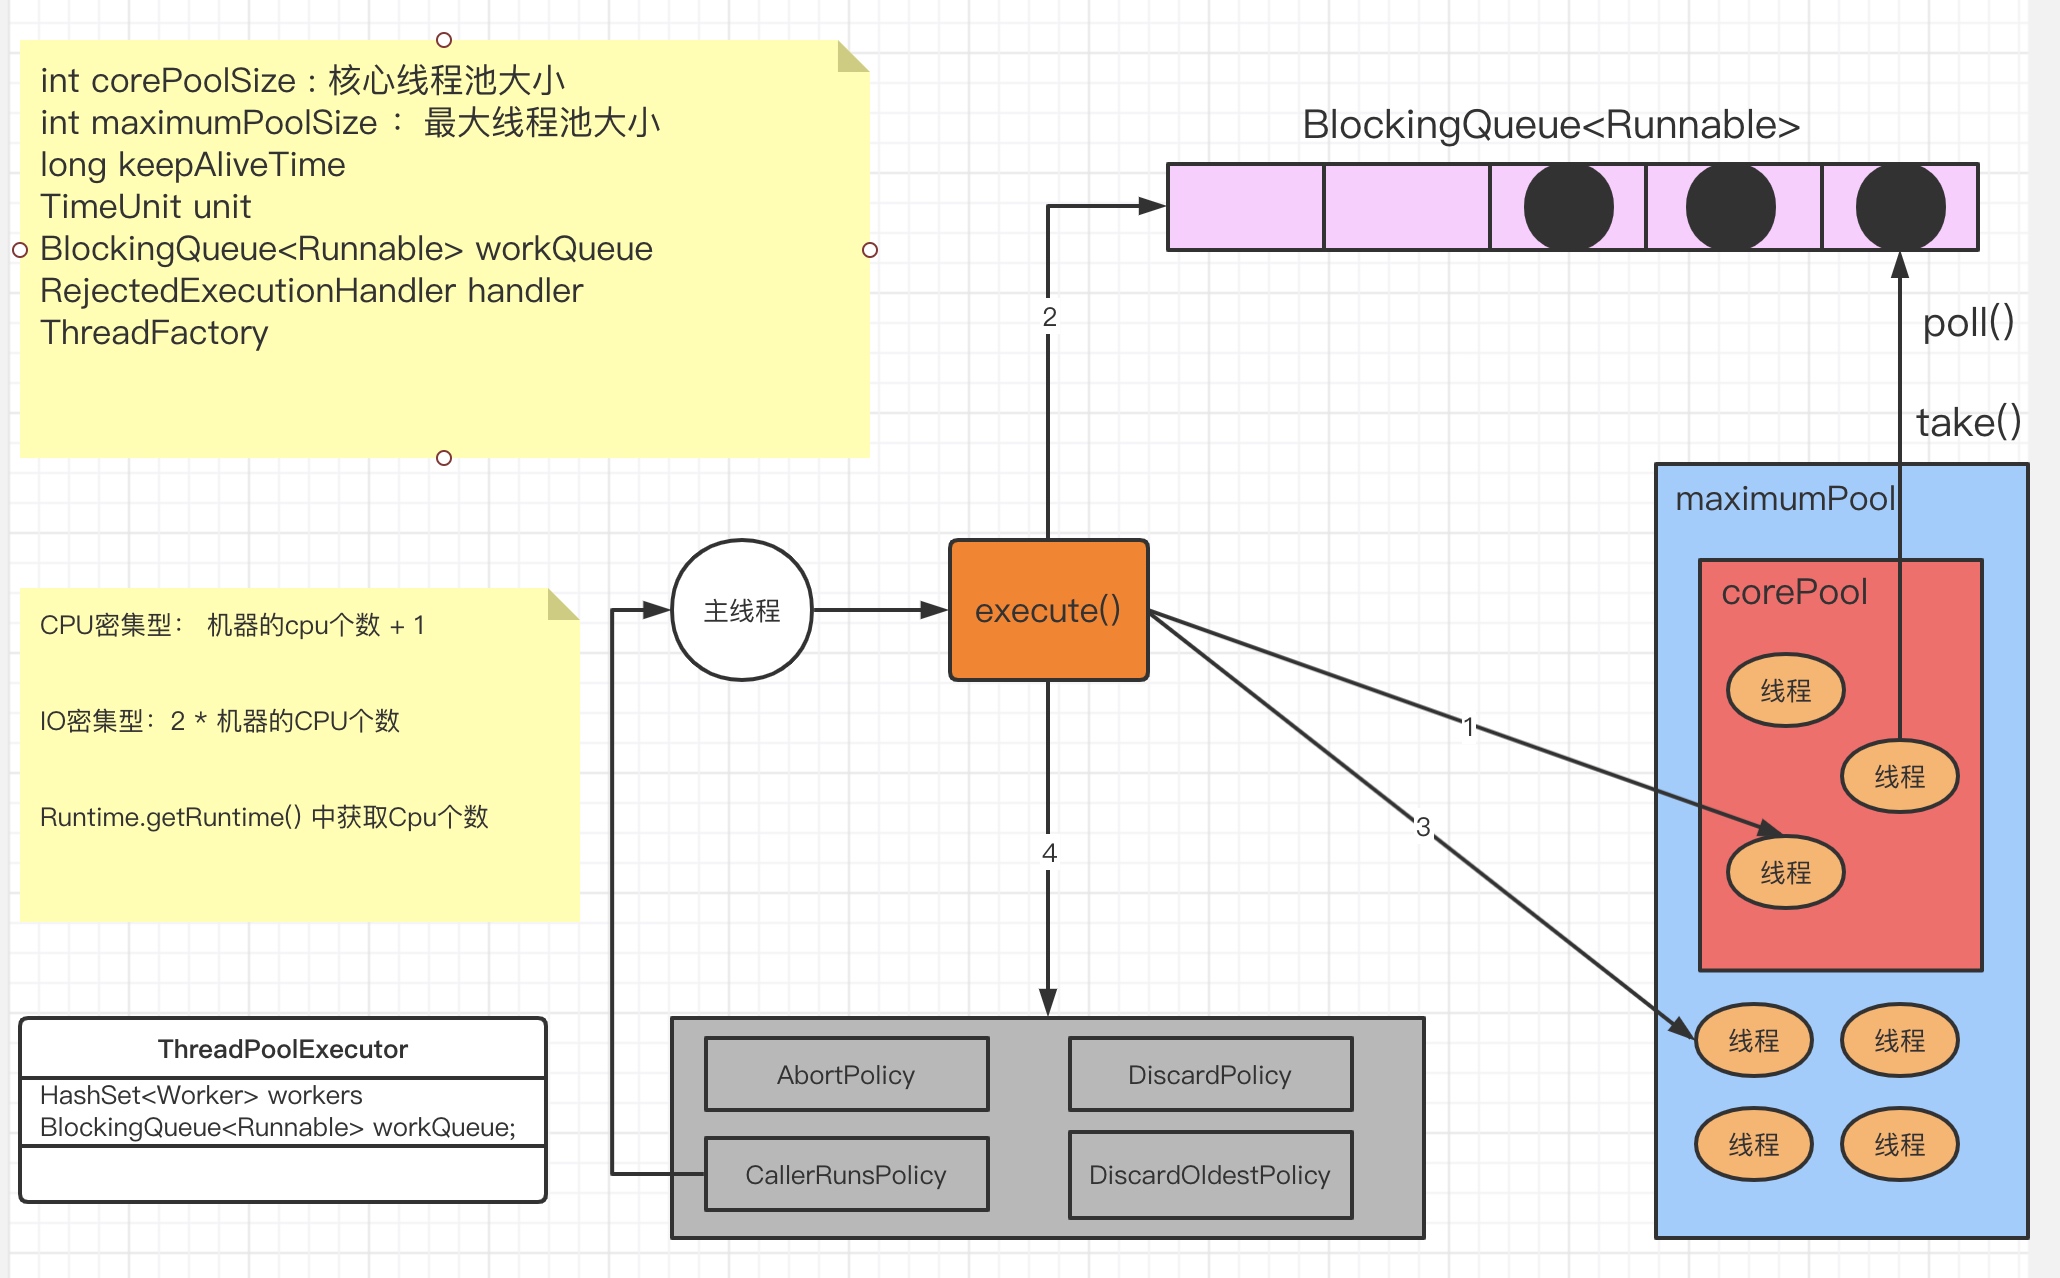 int corePoolSize : 核心线程池大小
int maximumPoolSize ： 最大线程池大小
long keepAliveTime
TimeUnit unit
BlockingQueue<Runnable> workQueue
RejectedExecutionHandler handler
ThreadFactory
BlockingQueue<Runnable>
2
poll()
take()
maximumPool
corePool
线程
线程
线程
线程
线程
线程
线程
主线程
execute()
1
3
4
CPU密集型： 机器的cpu个数 + 1
IO密集型：2 * 机器的CPU个数
Runtime.getRuntime() 中获取Cpu个数
ThreadPoolExecutor
HashSet<Worker> workers
BlockingQueue<Runnable> workQueue;
AbortPolicy
DiscardPolicy
CallerRunsPolicy
DiscardOldestPolicy